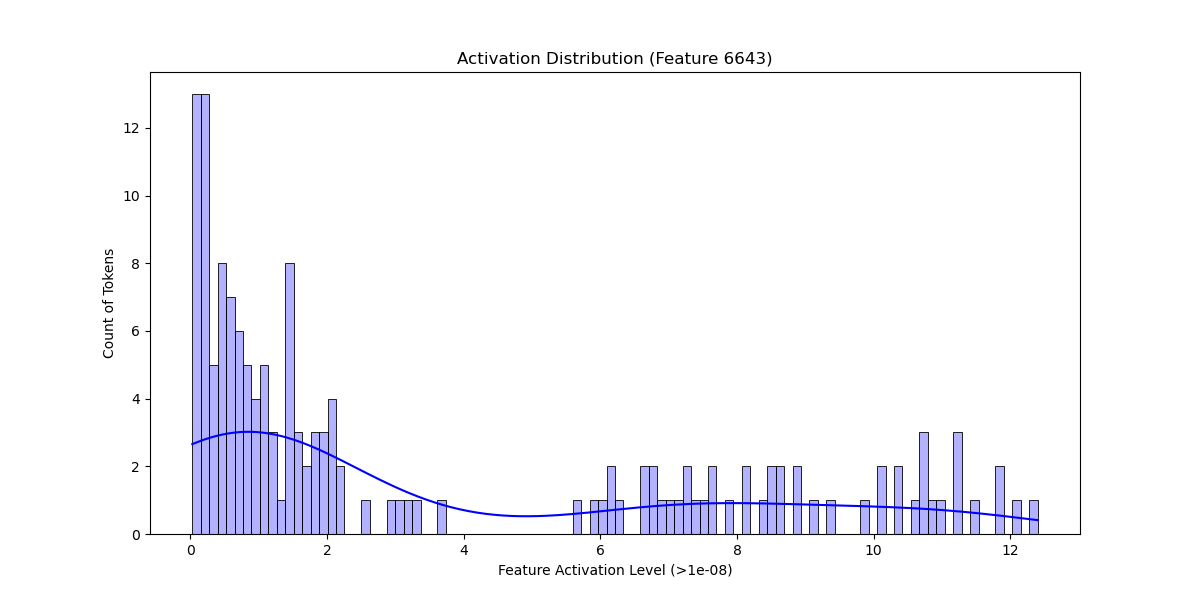 Activation Distribution (Feature 6643)
Count of Tokens
12
10
8
6
4
2
0
0 2 4 6 8 10 12
Feature Activation Level (>1e-08)